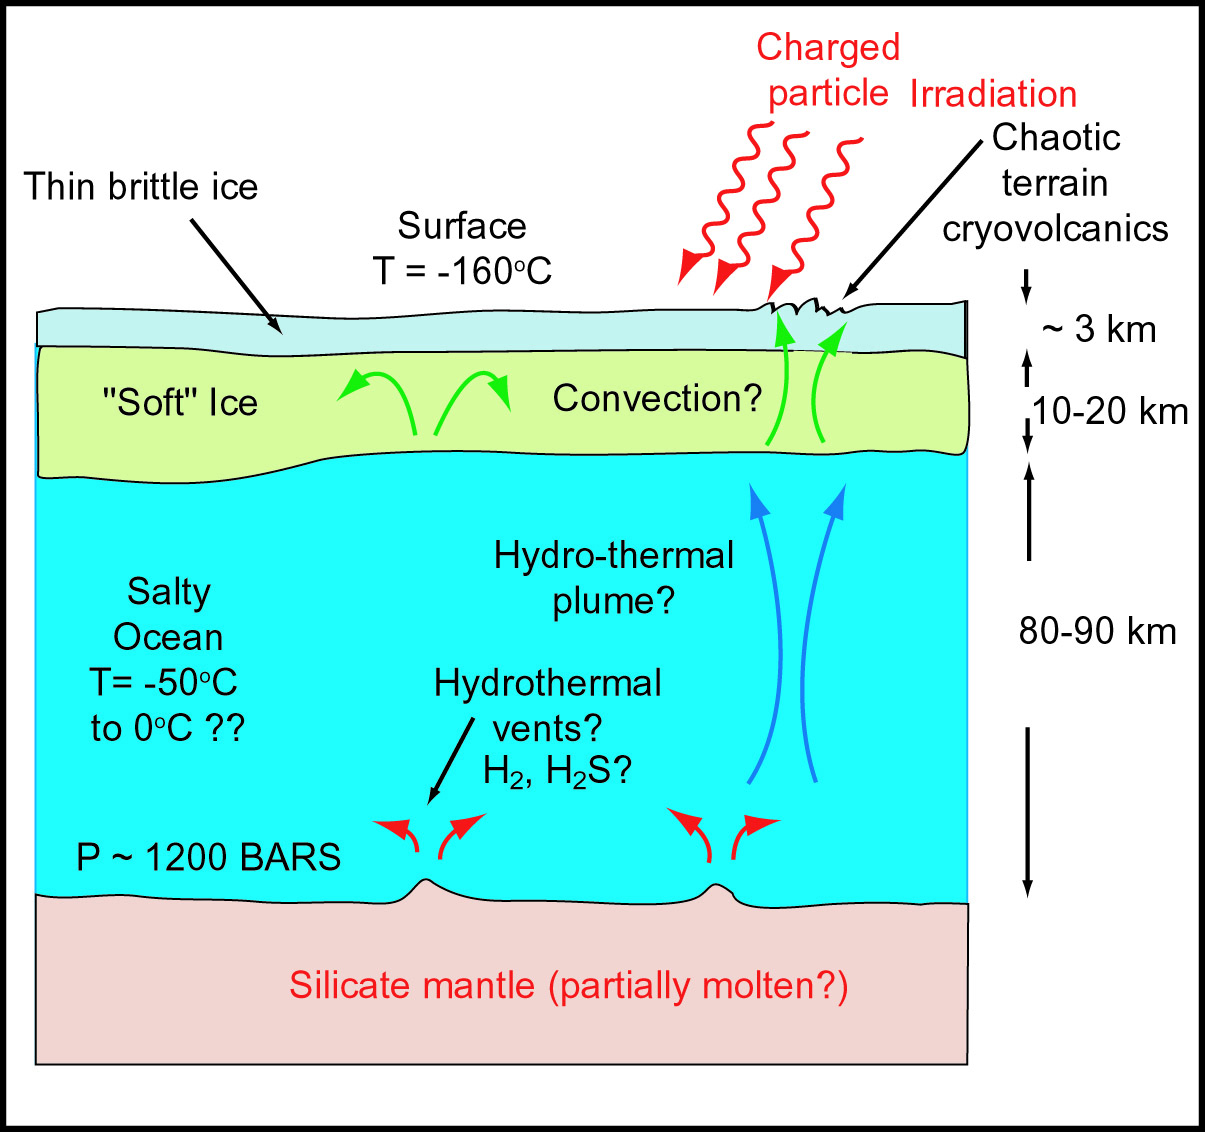 Charged
particle Irradiation
Chaotic
terrain
cryovolcanics
Thin brittle ice
Surface
T = -160°C
~ 3 km
"Soft" Ice
Convection?
10-20 km
Hydro-thermal
plume?
Salty
Ocean
T= -50°C
to 0°C ??
80-90 km
Hydrothermal
vents?
H₂, H₂S?
P ~ 1200 BARS
Silicate mantle (partially molten?)